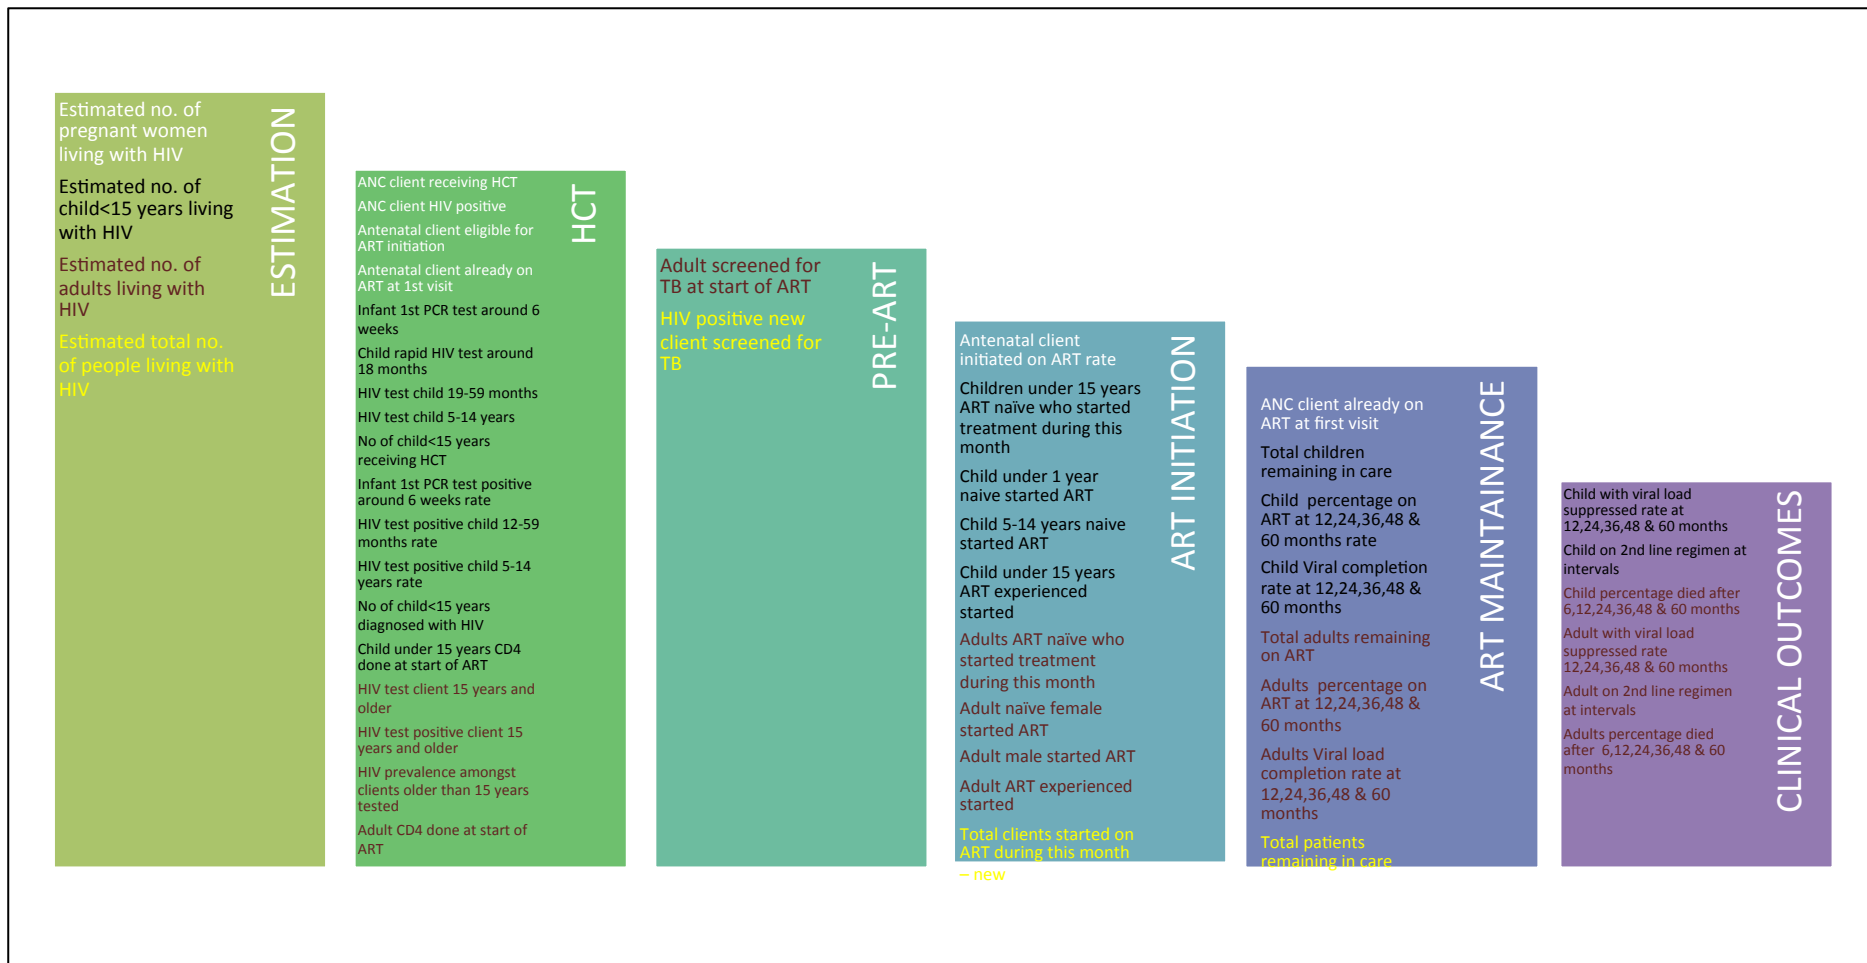 Estimated no. of
pregnant women
living with HIV
Estimated no. of
child<15 years living
with HIV
Estimated no. of
adults living with
HIV
Estimated total no.
of people living with
HIV
ESTIMATION
ANC client receiving HCT
ANC client HIV positive
Antenatal client eligible for
ART initiation
Antenatal client already on
ART at 1st visit
Infant 1st PCR test around 6
weeks
Child rapid HIV test around
18 months
HIV test child 19-59 months
HIV test child 5-14 years
No of child<15 years
receiving HCT
Infant 1st PCR test positive
around 6 weeks rate
HIV test positive child 12-59
months rate
HIV test positive child 5-14
years rate
No of child<15 years
diagnosed with HIV
Child under 15 years CD4
done at start of ART
HIV test client 15 years and
older
HIV test positive client 15
years and older
HIV prevalence amongst
clients older than 15 years
tested
Adult CD4 done at start of
ART
HCT
Adult screened for
TB at start of ART
HIV positive new
client screened for
TB
PRE-ART
Antenatal client
initiated on ART rate
Children under 15 years
ART naïve who started
treatment during this
month
Child under 1 year
naive started ART
Child 5-14 years naive
started ART
Child under 15 years
ART experienced
started
Adults ART naïve who
started treatment
during this month
Adult naïve female
started ART
Adult male started ART
Adult ART experienced
started
Total clients started on
ART during this month
– new
ART INITIATION
ANC client already on
ART at first visit
Total children
remaining in care
Child  percentage on
ART at 12,24,36,48 &
60 months rate
Child Viral completion
rate at 12,24,36,48 &
60 months
Total adults remaining
on ART
Adults  percentage on
ART at 12,24,36,48 &
60 months
Adults Viral load
completion rate at
12,24,36,48 & 60
months
Total patients
remaining in care
ART MAINTAINANCE
Child with viral load
suppressed rate at
12,24,36,48 & 60 months
Child on 2nd line regimen at
intervals
Child percentage died after
6,12,24,36,48 & 60 months
Adult with viral load
suppressed rate
12,24,36,48 & 60 months
Adult on 2nd line regimen
at intervals
Adults percentage died
after  6,12,24,36,48 & 60
months
CLINICAL OUTCOMES